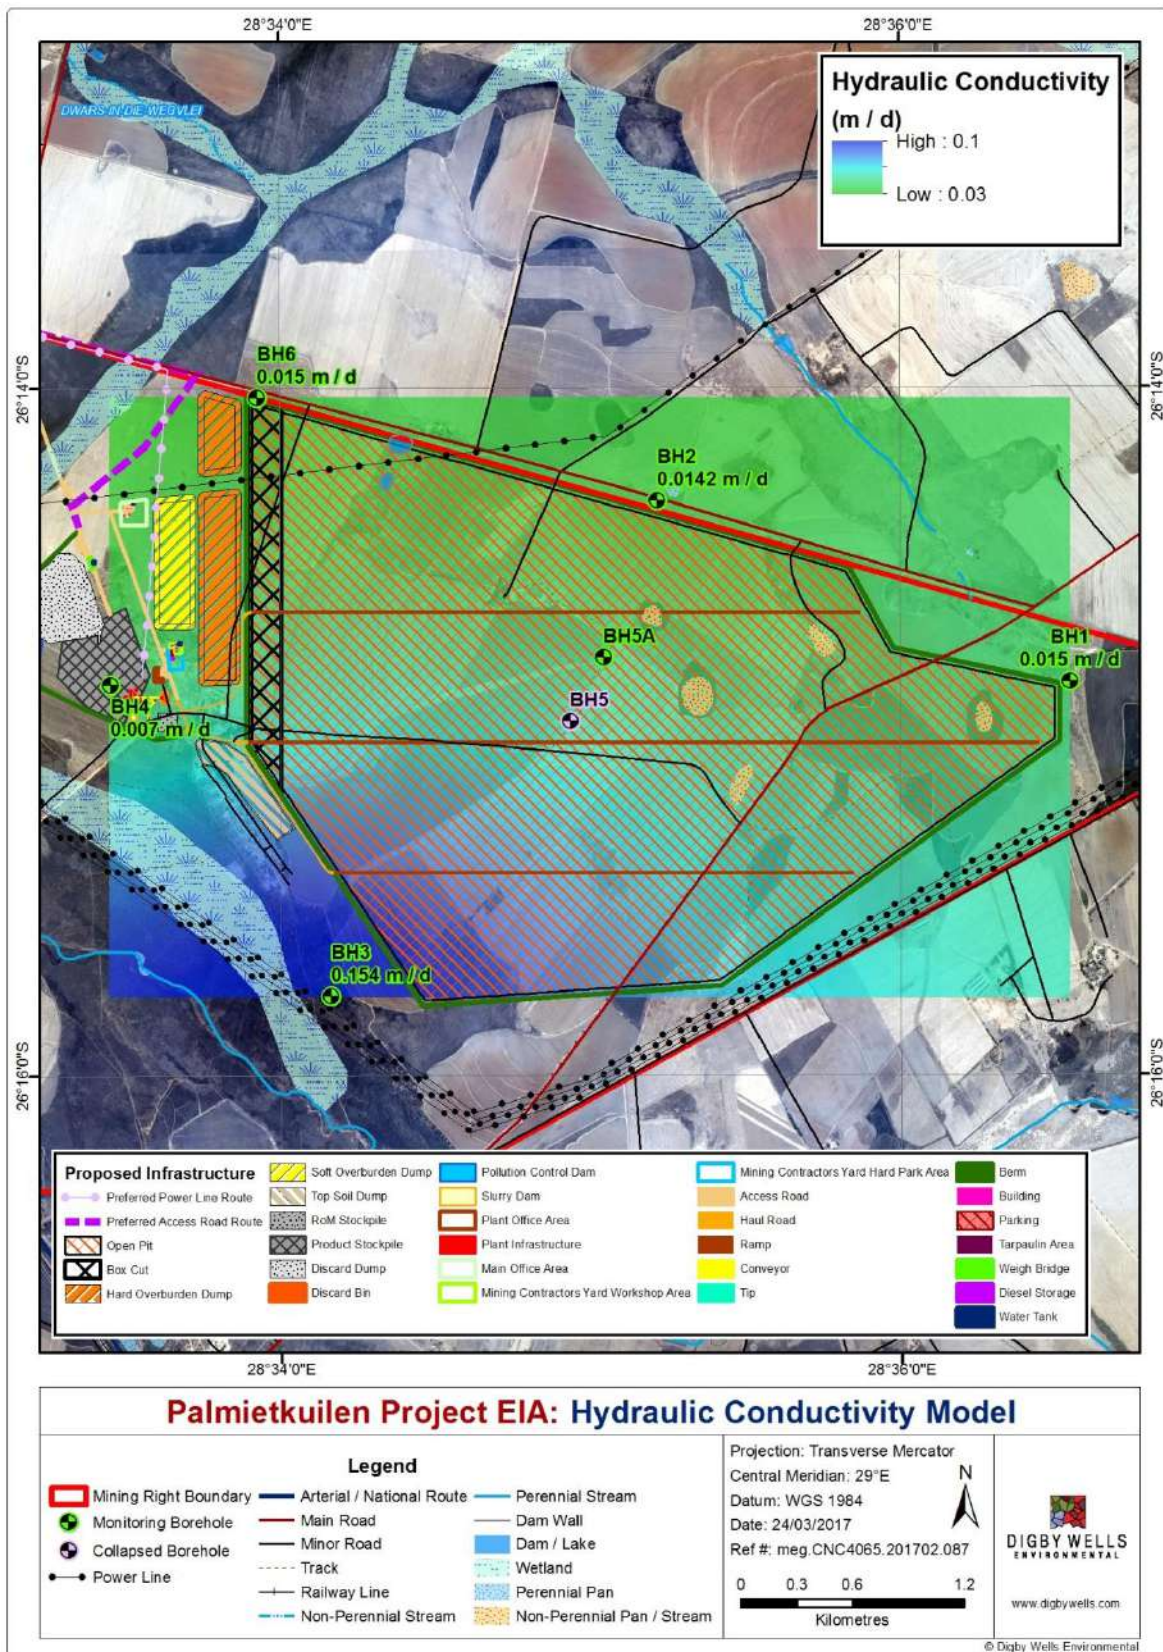 28°34'0"E
28°36'0"E
Hydraulic Conductivity
(m / d)
High : 0.1
Low : 0.03
DWARS-IN-DIE-WEGVLEI
26°14'0"S
26°14'0"S
BH6
0.015 m / d
BH2
0.0142 m / d
BH5A
BH1
0.015 m / d
BH5
BH4
0.007 m / d
BH3
0.154 m / d
26°16'0"S
26°16'0"S
Proposed Infrastructure
Preferred Power Line Route
Preferred Access Road Route
Open Pit
Box Cut
Hard Overburden Dump
Soft Overburden Dump
Top Soil Dump
RoM Stockpile
Product Stockpile
Discard Dump
Discard Bin
Pollution Control Dam
Slurry Dam
Plant Office Area
Plant Infrastructure
Main Office Area
Mining Contractors Yard Workshop Area
Mining Contractors Yard Hard Park Area
Access Road
Haul Road
Ramp
Conveyor
Tip
Berm
Building
Parking
Tarpaulin Area
Weigh Bridge
Diesel Storage
Water Tank
28°34'0"E
28°36'0"E
Palmietkuilen Project EIA: Hydraulic Conductivity Model
Legend
Mining Right Boundary
Monitoring Borehole
Collapsed Borehole
Power Line
Arterial / National Route
Main Road
Minor Road
Track
Railway Line
Non-Perennial Stream
Perennial Stream
Dam Wall
Dam / Lake
Wetland
Perennial Pan
Non-Perennial Pan / Stream
Projection: Transverse Mercator
Central Meridian: 29°E
Datum: WGS 1984
Date: 24/03/2017
Ref #: meg.CNC4065.201702.087
N
0 0.3 0.6 1.2
Kilometres
DIGBY WELLS
ENVIRONMENTAL
www.digbywells.com
© Digby Wells Environmental